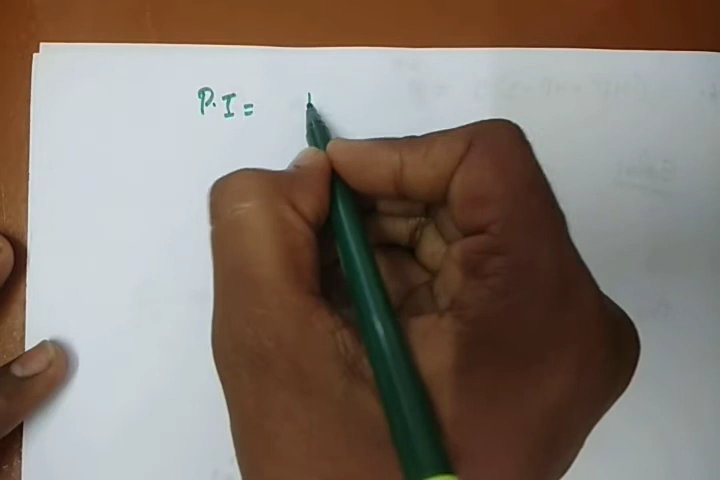 P.I =